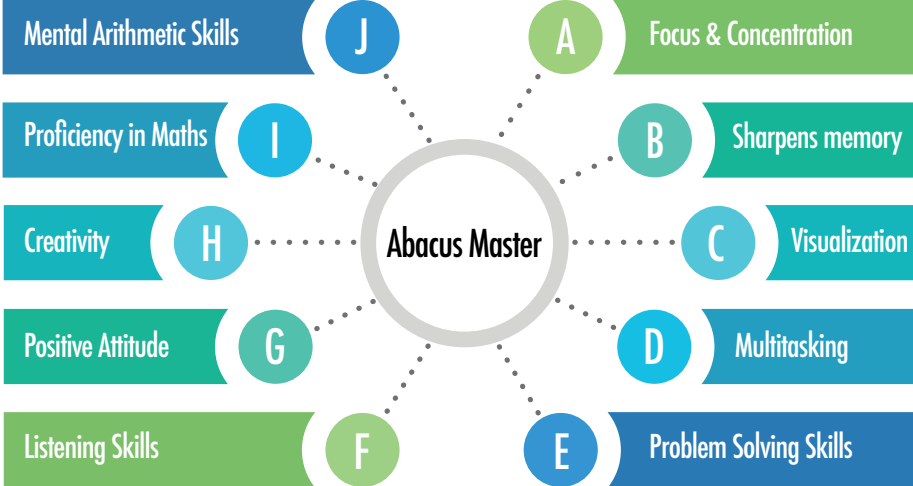 Mental Arithmetic Skills J A Focus & Concentration
Proficiency in Maths I B Sharpens memory
Creativity H Abacus Master C Visualization
Positive Attitude G D Multitasking
Listening Skills F E Problem Solving Skills